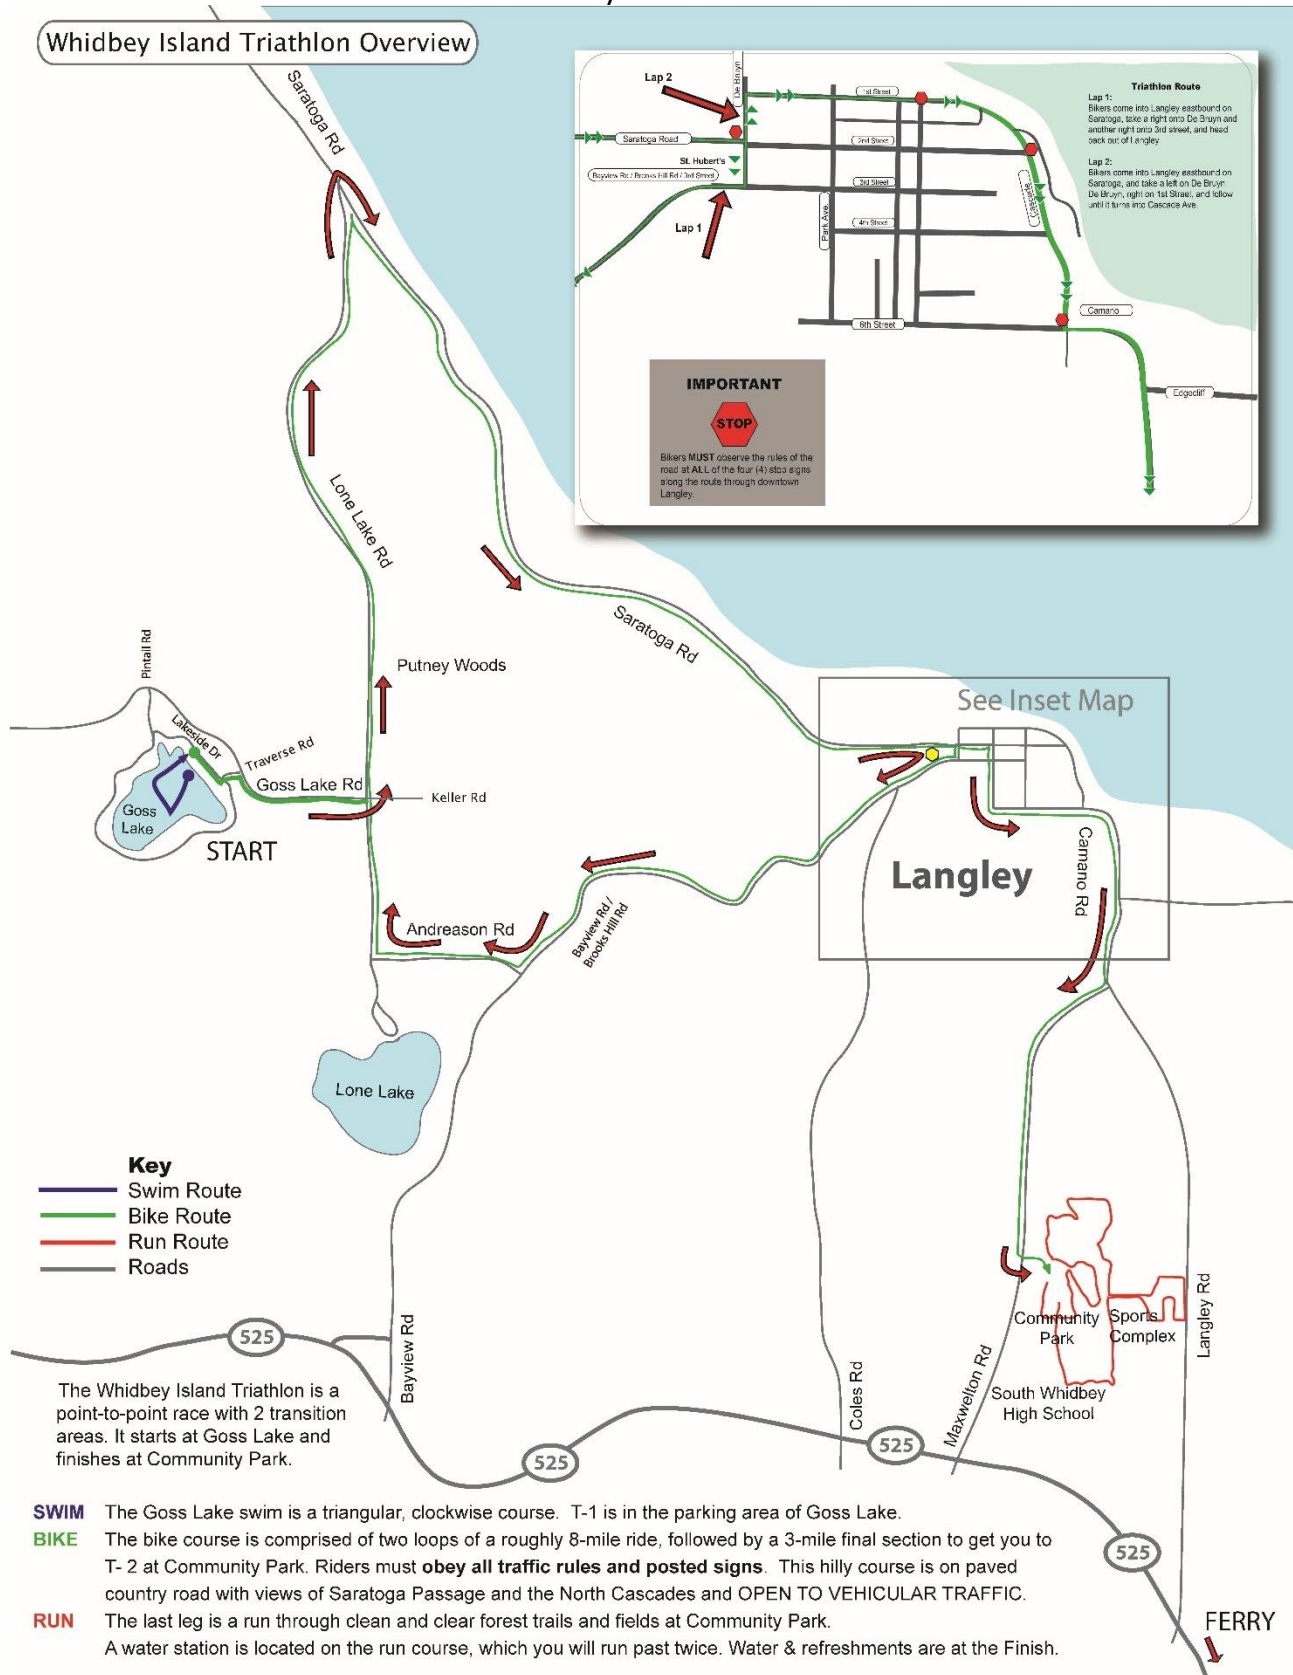 Whidbey Island Triathlon Overview
Saratoga Rd
Lap 2
De Bruyn
1st Street
Saratoga Road
2nd Street
St. Hubert's
Bayview Rd / Brooks Hill Rd / 3rd Street
3rd Street
Lap 1
Park Ave.
4th Street
Cascade
6th Street
Camano
Edgecliff
Triathlon Route
Lap 1:
Bikers come into Langley eastbound on
Saratoga, take a right onto De Bruyn and
another right onto 3rd street, and head
back out of Langley
Lap 2:
Bikers come into Langley eastbound on
Saratoga, and take a left on De Bruyn
De Bruyn, right on 1st Street, and follow
until it turns into Cascade Ave.
IMPORTANT
STOP
Bikers MUST observe the rules of the
road at ALL of the four (4) stop signs
along the route through downtown
Langley.
Lone Lake Rd
Saratoga Rd
Pintail Rd
Putney Woods
See Inset Map
Lakeside Dr
Traverse Rd
Goss Lake Rd
Keller Rd
Goss
Lake
START
Camano Rd
Langley
Andreason Rd
Bayview Rd /
Brooks Hill Rd
Lone Lake
Key
Swim Route
Bike Route
Run Route
Roads
525
Bayview Rd
Community
Park
Sports
Complex
Langley Rd
South Whidbey
High School
Coles Rd
Maxwelton Rd
525
525
525
The Whidbey Island Triathlon is a
point-to-point race with 2 transition
areas. It starts at Goss Lake and
finishes at Community Park.
SWIM The Goss Lake swim is a triangular, clockwise course. T-1 is in the parking area of Goss Lake.
BIKE The bike course is comprised of two loops of a roughly 8-mile ride, followed by a 3-mile final section to get you to
T- 2 at Community Park. Riders must obey all traffic rules and posted signs. This hilly course is on paved
country road with views of Saratoga Passage and the North Cascades and OPEN TO VEHICULAR TRAFFIC.
RUN The last leg is a run through clean and clear forest trails and fields at Community Park.
A water station is located on the run course, which you will run past twice. Water & refreshments are at the Finish.
FERRY